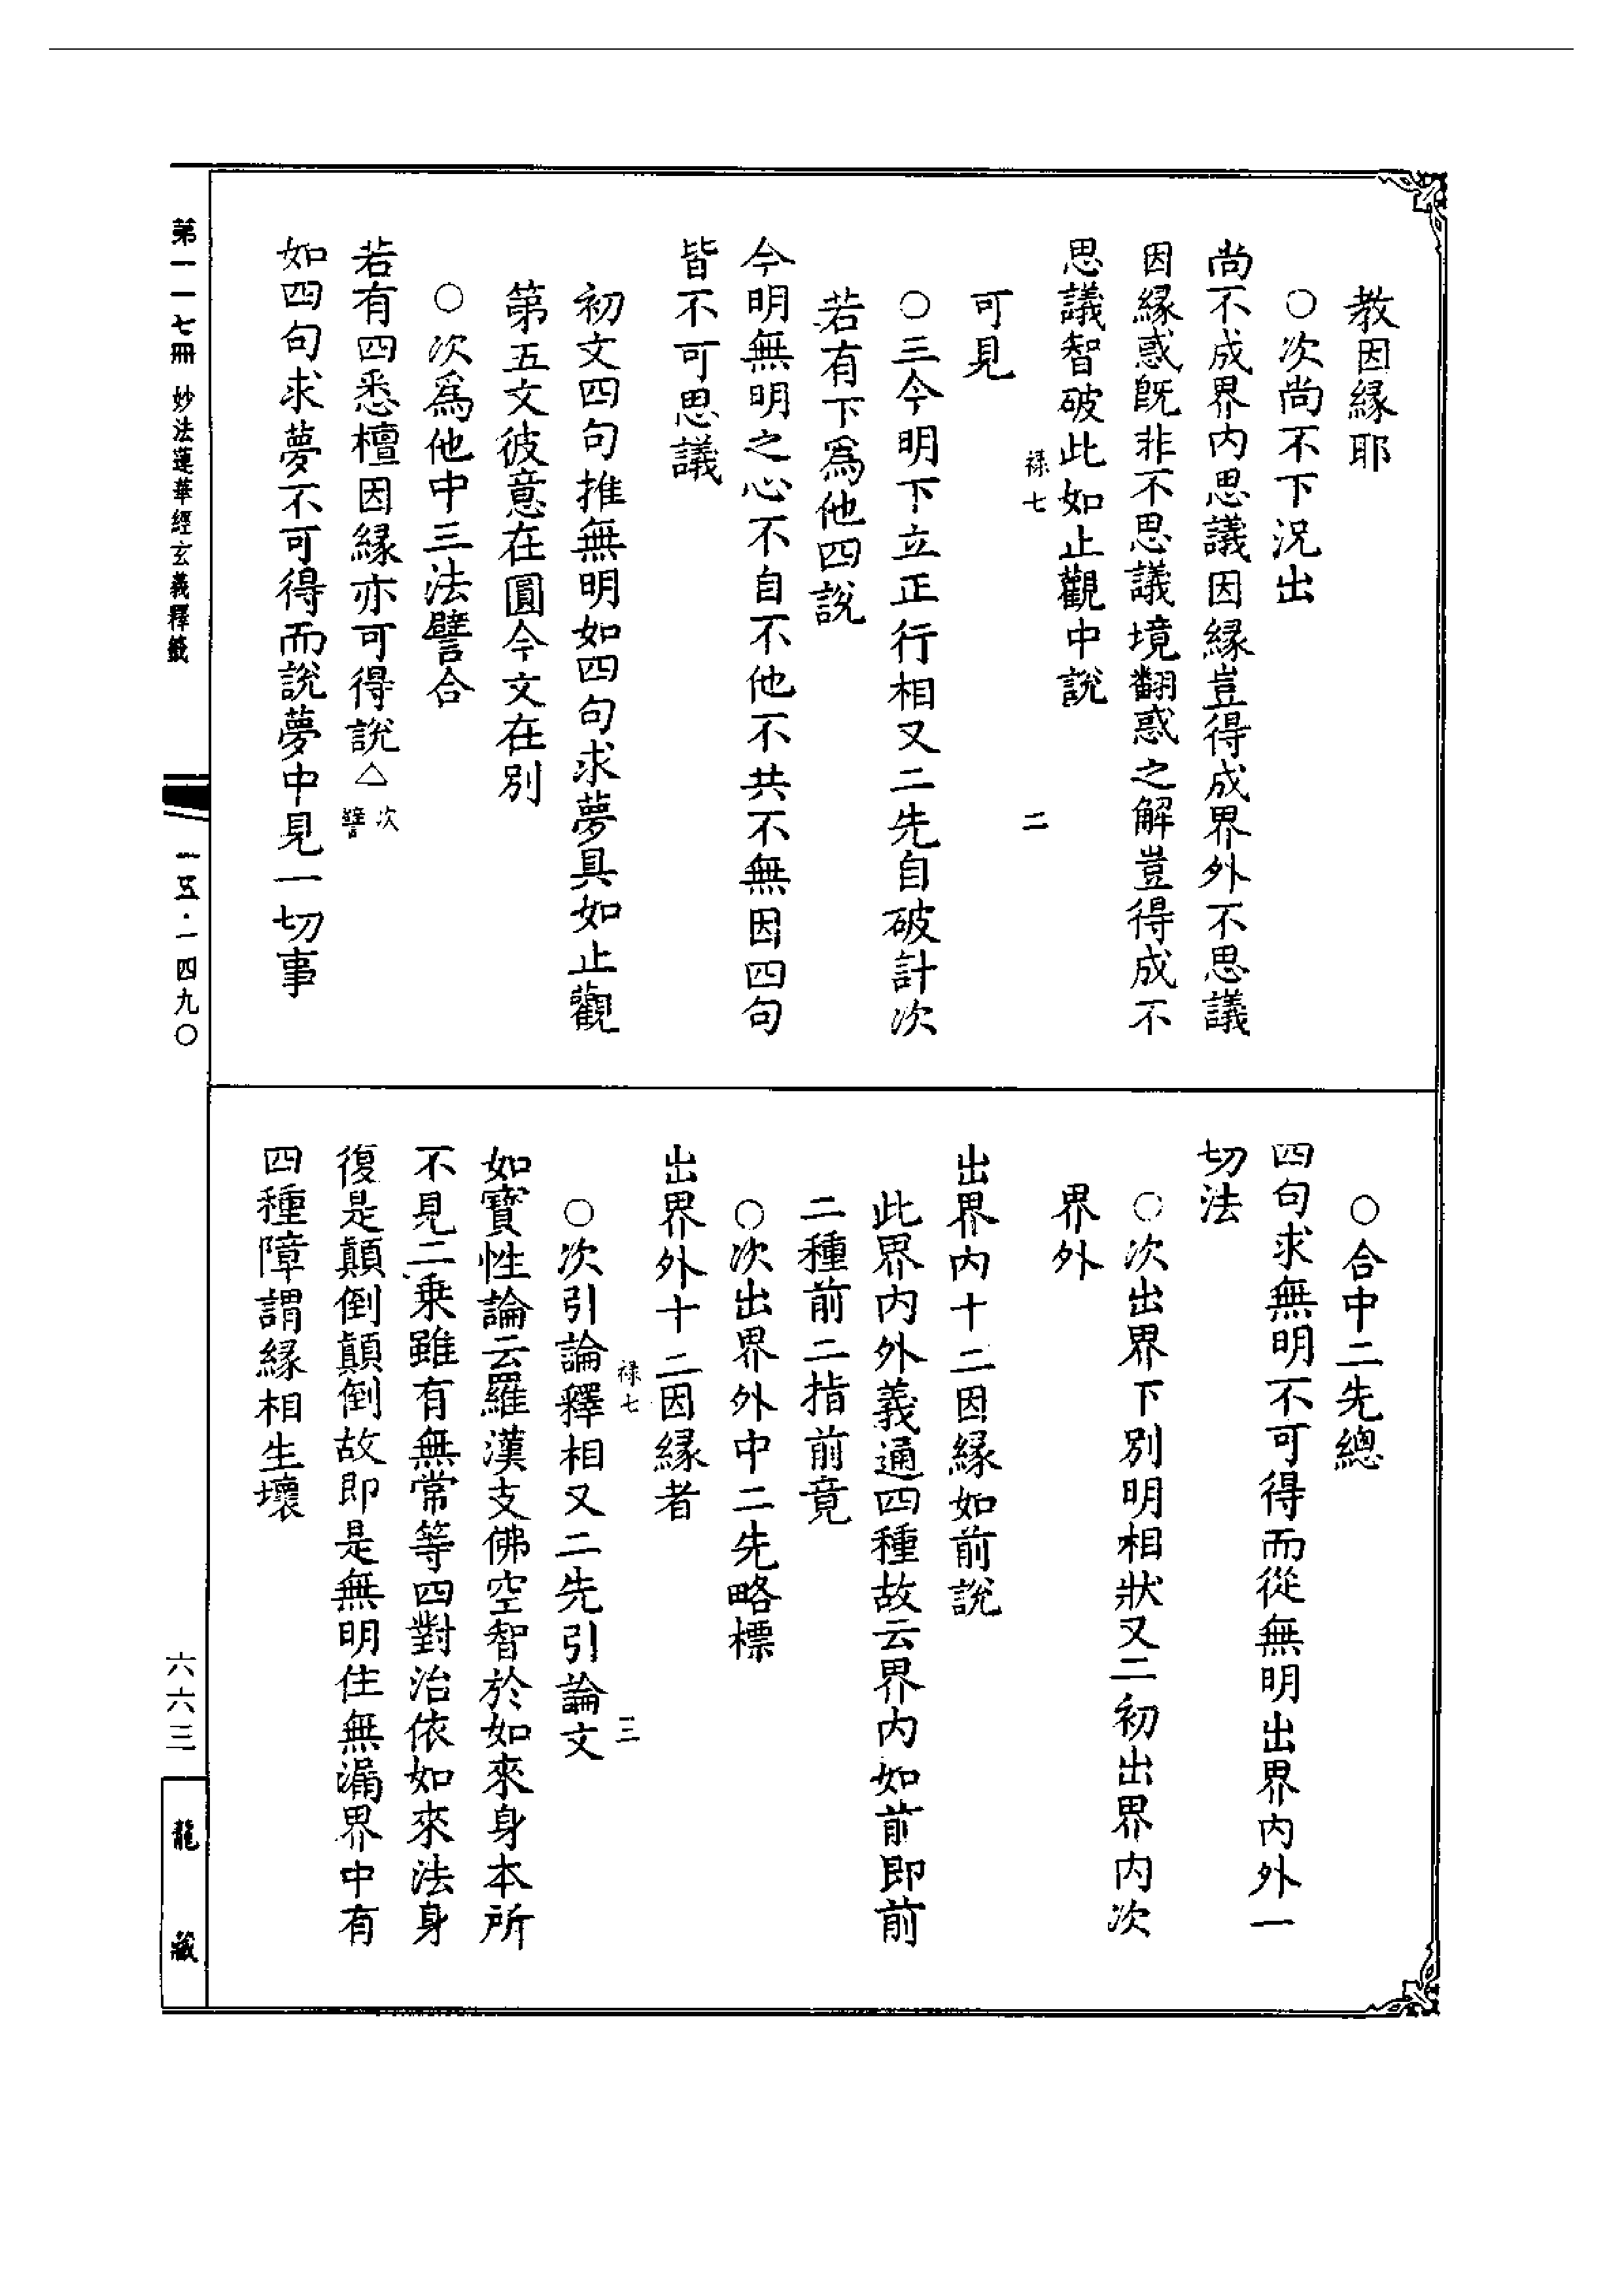 教因緣耶
○次尚不下況出
尚不成界內思議因緣豈得成界外不思議
因緣惑既非不思議境翻惑之解豈得成不
思議智破此如止觀中說
祿七 二
可見
○三今明下立正行相又二先自破計次
若有下爲他四說
今明無明之心不自不他不共不無因四句
皆不可思議
初文四句推無明如四句求夢具如止觀
第五文彼意在圓今文在別
○次爲他中三法譬合
若有四悉檀因緣亦可得說△次譬
如四句求夢不可得而說夢中見一切事
○合中二先總
四句求無明不可得而從無明出界內外一
切法
○次出界下別明相狀又二初出界內次
界外
出界內十二因緣如前說
此界內外義通四種故云界內如前即前
二種前二指前竟
○次出界外中二先略標
出界外十二因緣者
祿七 三
○次引論釋相又二先引論文
如寶性論云羅漢支佛空智於如來身本所
不見二乘雖有無常等四對治依如來法身
復是顛倒顛倒故即是無明住無漏界中有
四種障謂緣相生壞
第一一七冊 妙法蓮華經玄義釋籤
一五·一四九〇
六六三
龍藏